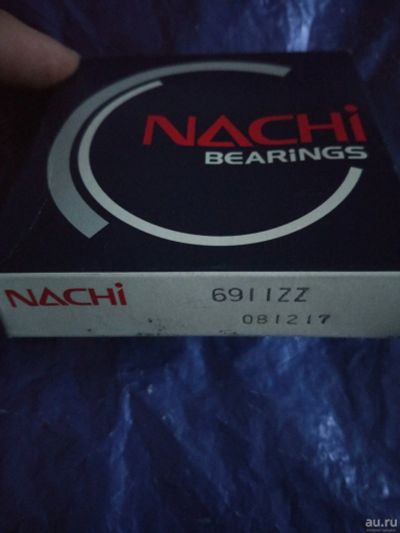 NACHi
BEARiNGS
NACHi 6911ZZ
081217
au.ru